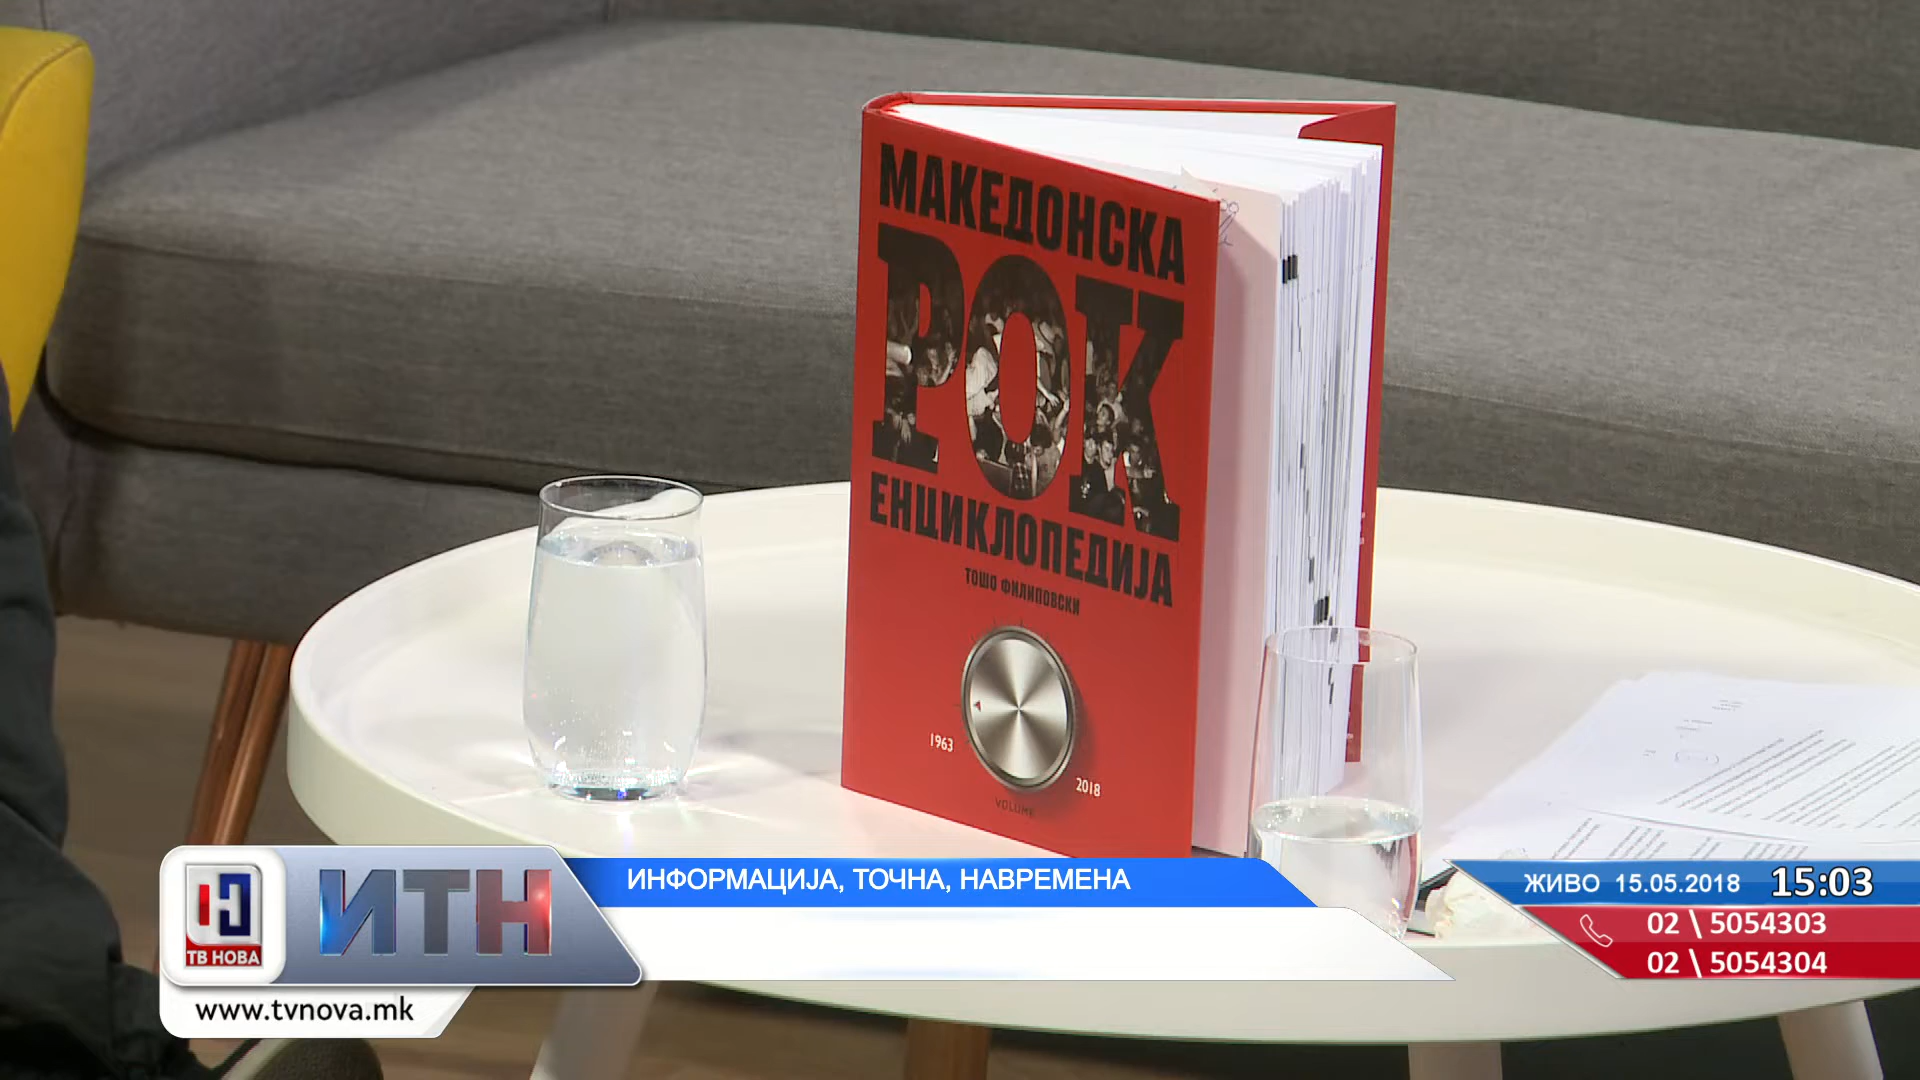 МАКЕДОНСКА
РОК
ЕНЦИКЛОПЕДИЈА
ТОШО ФИЛИПОВСКИ
1963
2018
VOLUME
ТВ НОВА
ИТН
ИНФОРМАЦИЈА, ТОЧНА, НАВРЕМЕНА
www.tvnova.mk
ЖИВО 15.05.2018 15:03
02 \ 5054303
02 \ 5054304